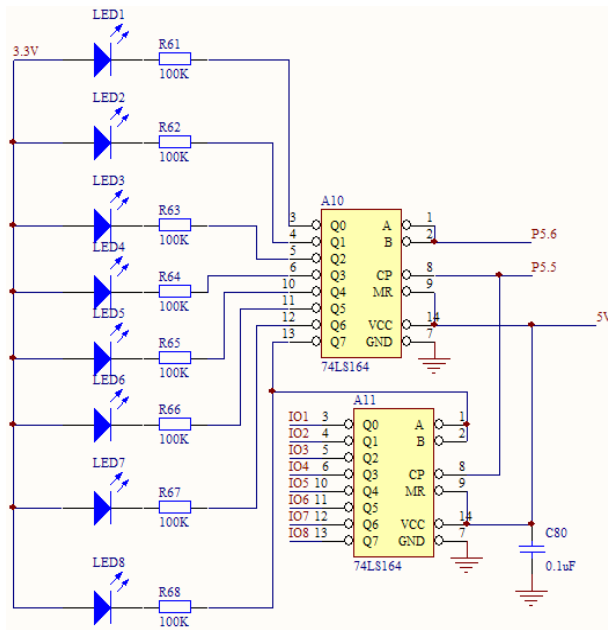 LED1
3.3V
R61
100K
LED2
R62
100K
LED3
R63
100K
LED4
R64
100K
LED5
R65
100K
LED6
R66
100K
LED7
R67
100K
LED8
R68
100K
A10
3 Q0 A 1
4 Q1 B 2 P5.6
5 Q2
6 Q3 CP 8 P5.5
10 Q4 MR 9
11 Q5
12 Q6 VCC 14 5V
13 Q7 GND 7
74L8164
A11
IO1 3 Q0 A 1
IO2 4 Q1 B 2
IO3 5 Q2
IO4 6 Q3 CP 8
IO5 10 Q4 MR 9
IO6 11 Q5
IO7 12 Q6 VCC 14
IO8 13 Q7 GND 7
74L8164
C80
0.1uF